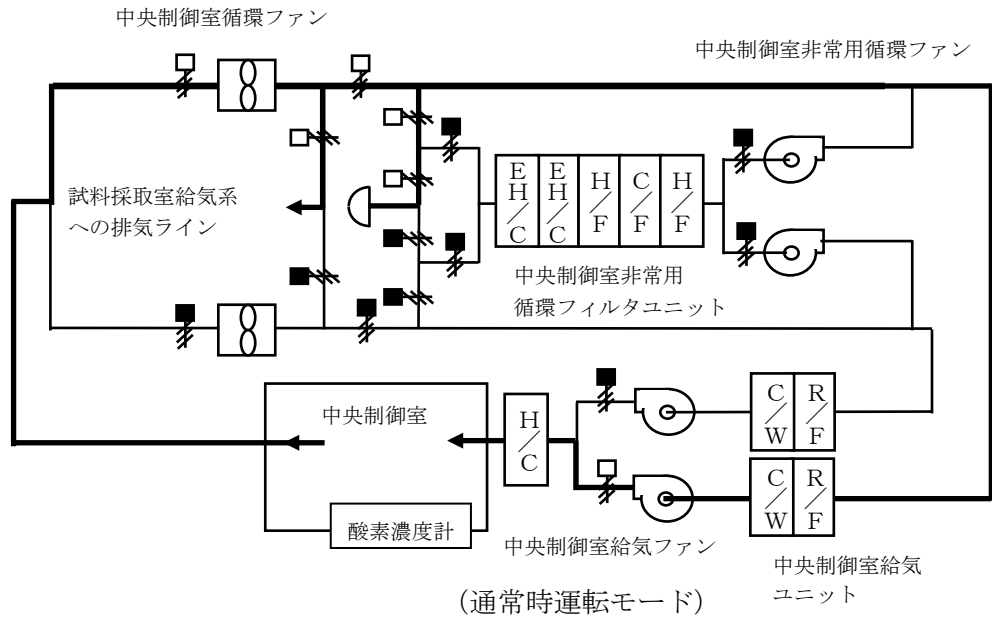 中央制御室循環ファン
中央制御室非常用循環ファン
試料採取室給気系
への排気ライン
EH/C
EH/C
H/F
C/F
H/F
中央制御室非常用
循環フィルタユニット
中央制御室
酸素濃度計
H/C
C/W
R/F
C/W
R/F
中央制御室給気ファン
中央制御室給気
ユニット
(通常時運転モード)